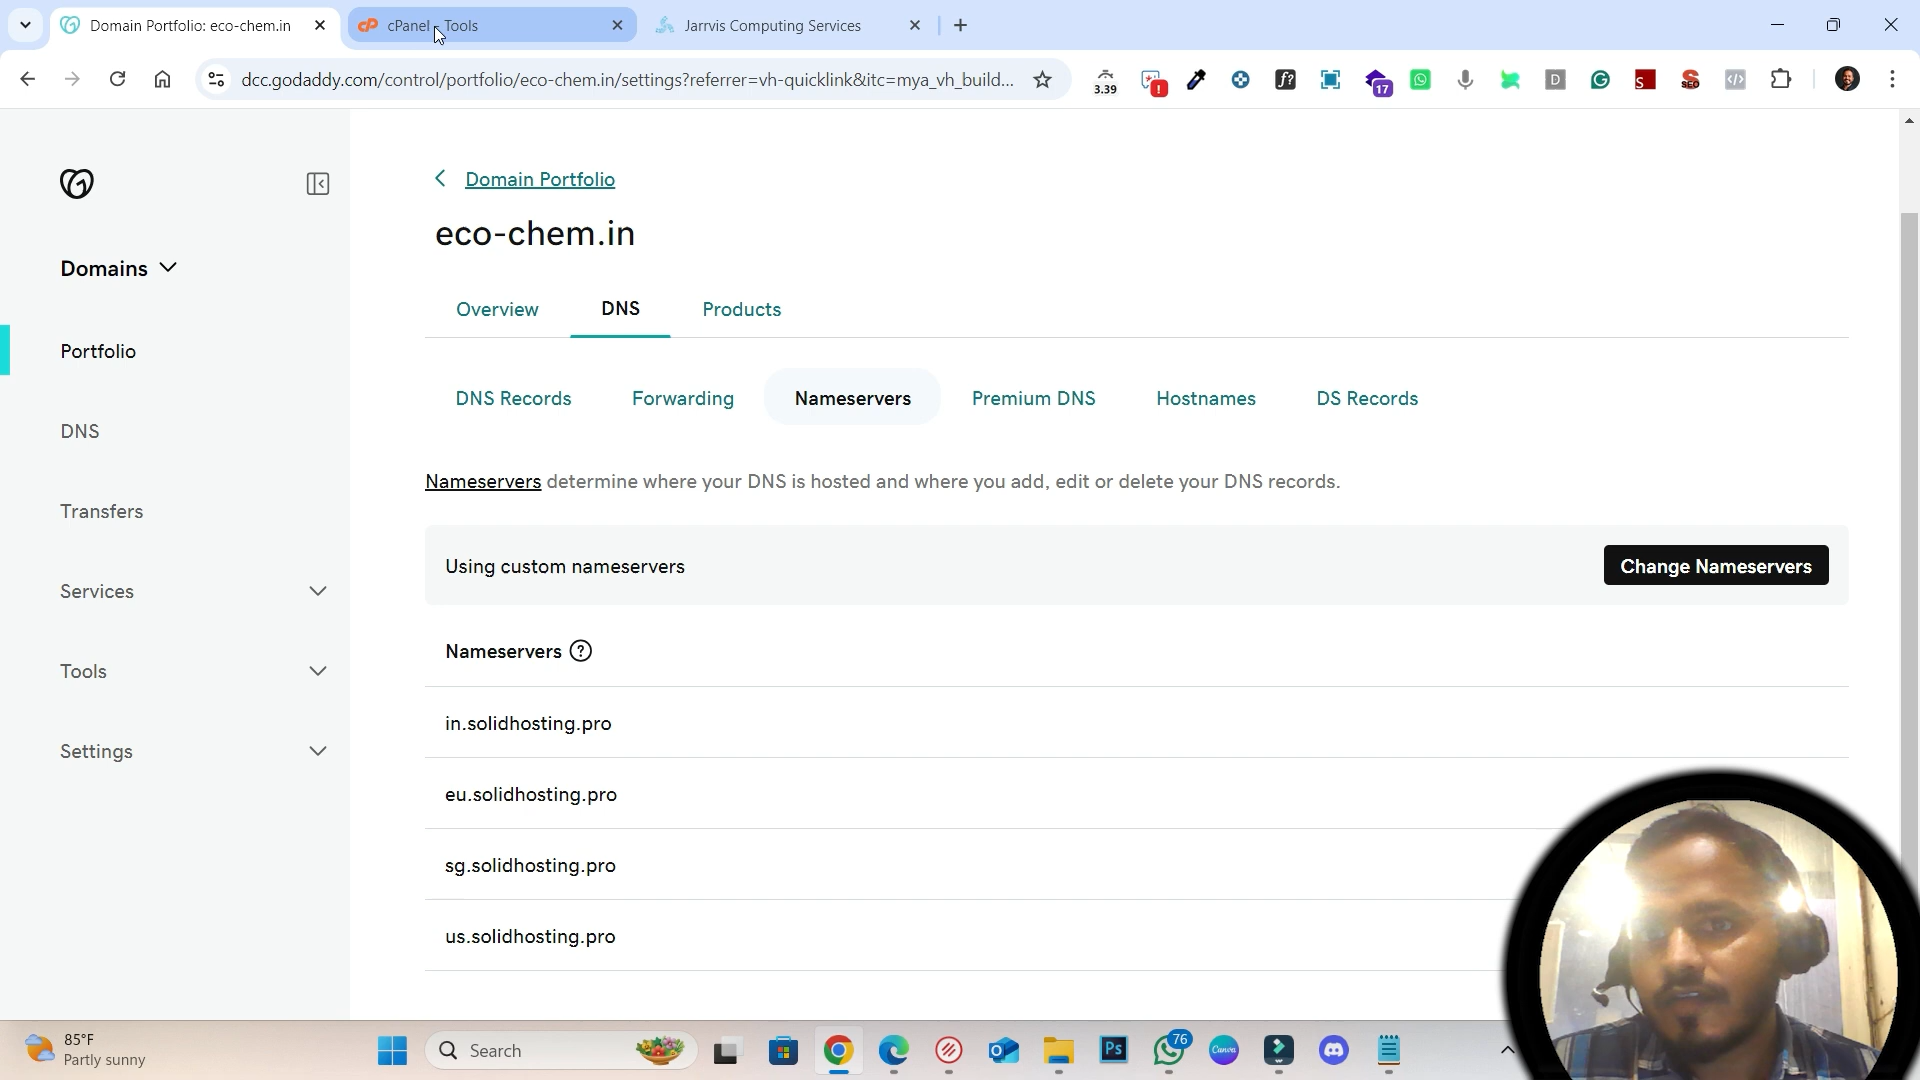 Domain Portfolio: eco-chem.in
cPanel - Tools
Jarrvis Computing Services
dcc.godaddy.com/control/portfolio/eco-chem.in/settings?referrer=vh-quicklink&itc=mya_vh_build...
3.39
!
f?
17
D
S
SEO
Domains
Portfolio
DNS
Transfers
Services
Tools
Settings
Domain Portfolio
eco-chem.in
Overview
DNS
Products
DNS Records
Forwarding
Nameservers
Premium DNS
Hostnames
DS Records
Nameservers determine where your DNS is hosted and where you add, edit or delete your DNS records.
Using custom nameservers
Change Nameservers
Nameservers ?
in.solidhosting.pro
eu.solidhosting.pro
sg.solidhosting.pro
us.solidhosting.pro
85°F
Partly sunny
Search
Ps
76
Canva